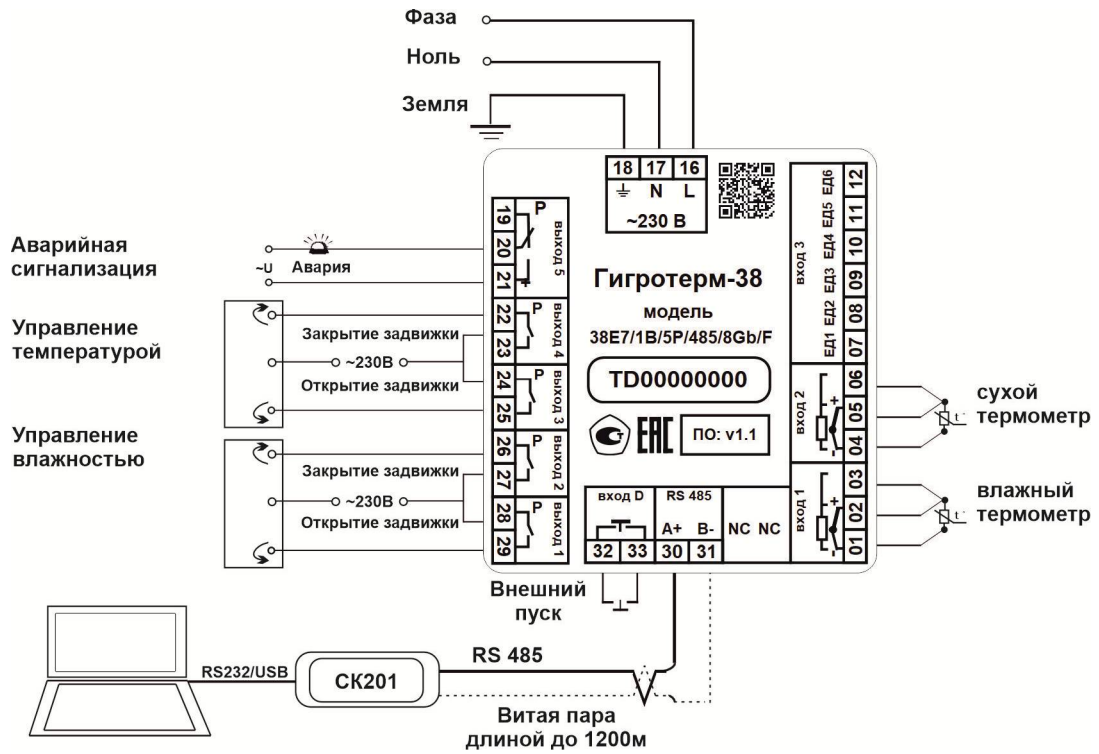 Фаза
Ноль
Земля
18 17 16
N L
~230 В
19
20
21
22
23
24
25
26
27
28
29
P
выход 5
P
выход 4
P
выход 3
P
выход 2
P
выход 1
Аварийная
сигнализация
~U Авария
Управление
температурой
Закрытие задвижки
~230В
Открытие задвижки
Управление
влажностью
Закрытие задвижки
~230В
Открытие задвижки
Гигротерм-38
модель
38E7/1В/5Р/485/8Gb/F
TD00000000
ЕАС
ПО: v1.1
вход 3
ЕД1 ЕД2 ЕД3 ЕД4 ЕД5 ЕД6
07 08 09 10 11 12
вход 2
+
-
04 05 06
вход 1
+
-
01 02 03
сухой
термометр
t°
влажный
термометр
t°
вход D RS 485
A+ B- NC NC
32 33 30 31
Внешний
пуск
RS232/USB
СК201
RS 485
Витая пара
длиной до 1200м